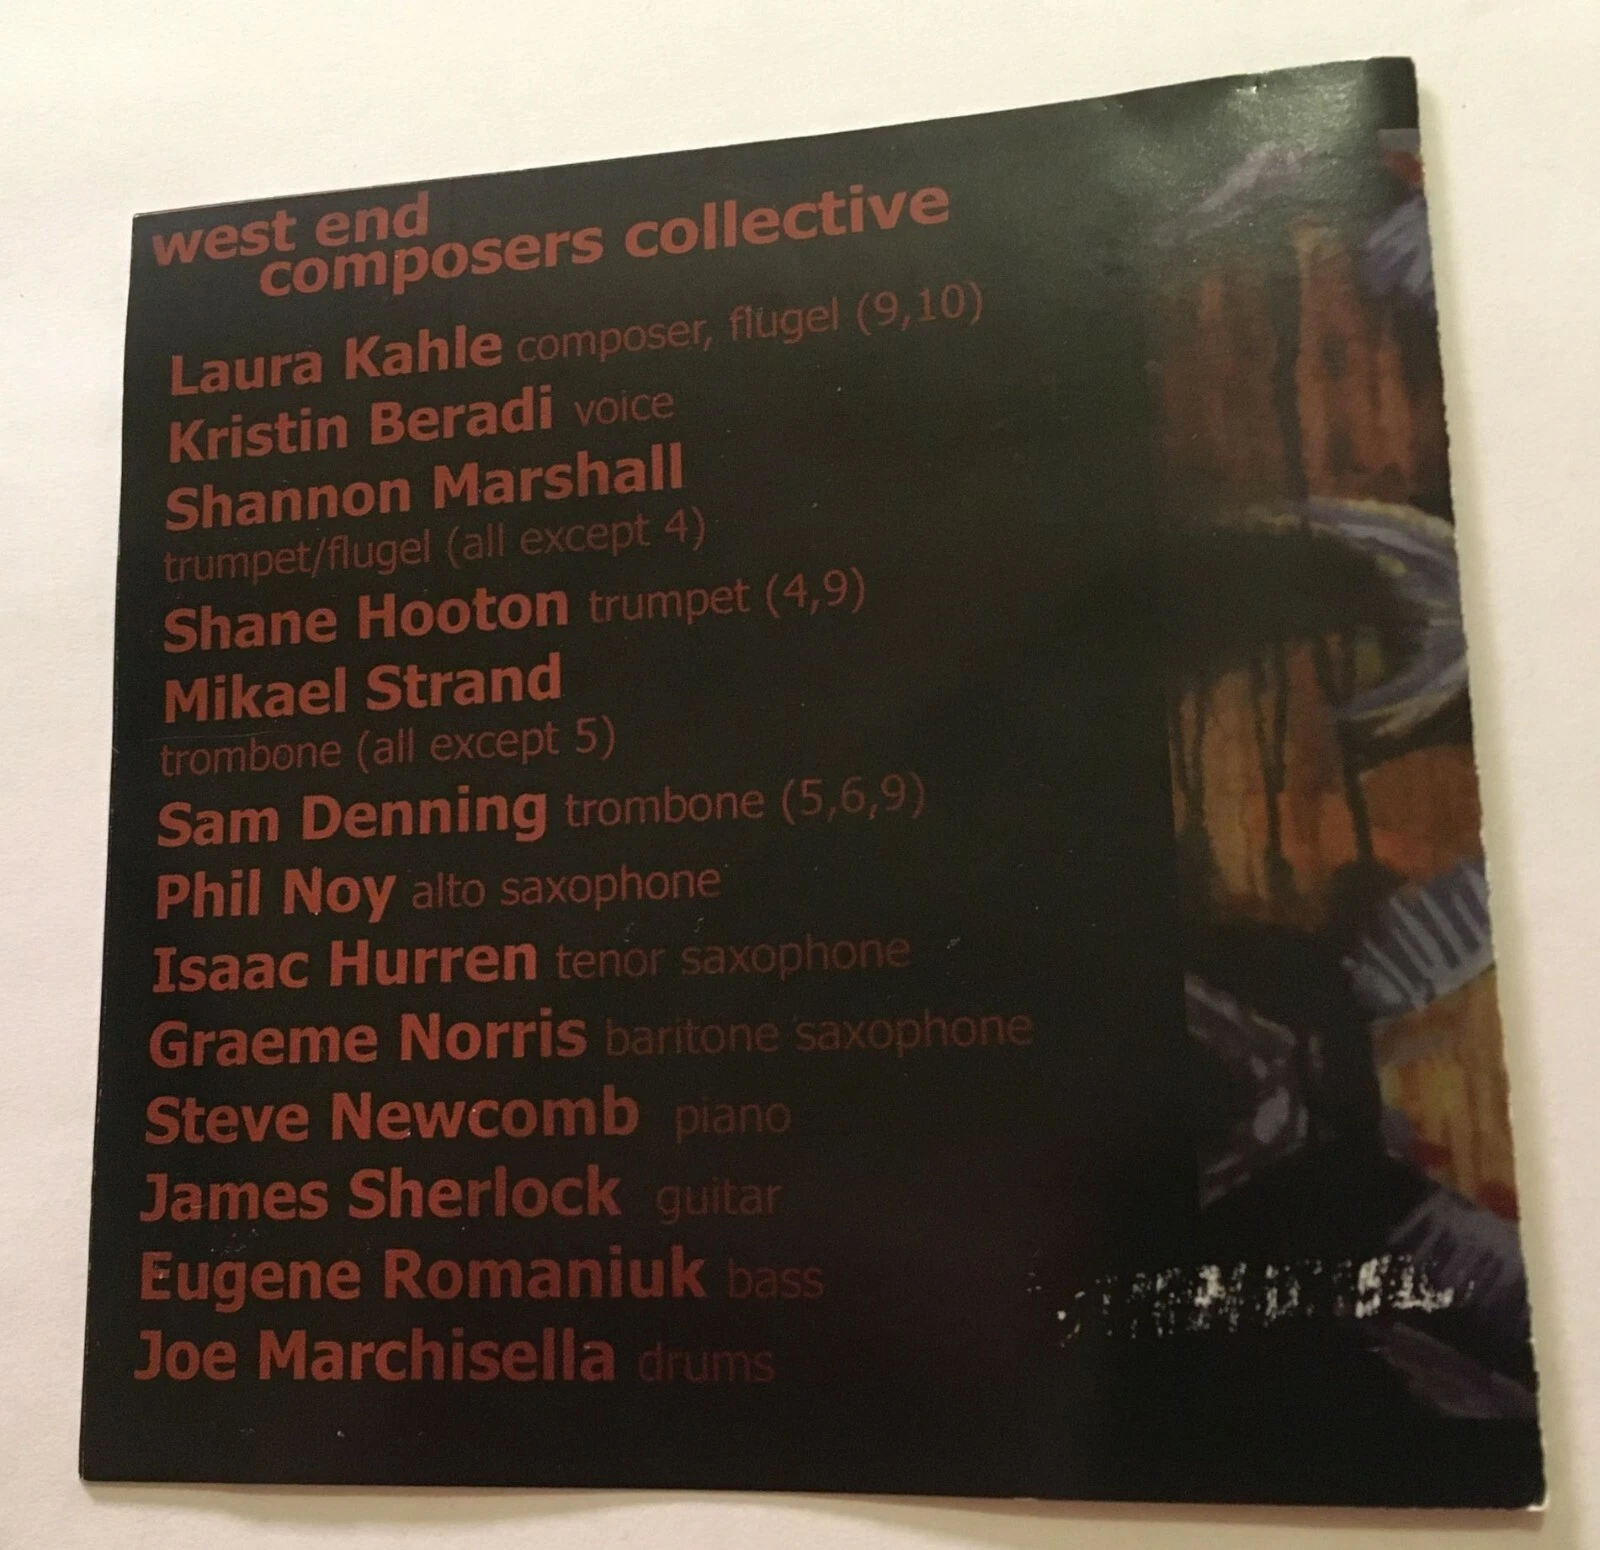 west end
composers collective
Laura Kahle composer, flugel (9,10)
Kristin Beradi voice
Shannon Marshall
trumpet/flugel (all except 4)
Shane Hooton trumpet (4,9)
Mikael Strand
trombone (all except 5)
Sam Denning trombone (5,6,9)
Phil Noy alto saxophone
Isaac Hurren tenor saxophone
Graeme Norris baritone saxophone
Steve Newcomb piano
James Sherlock guitar
Eugene Romaniuk bass
Joe Marchisella drums